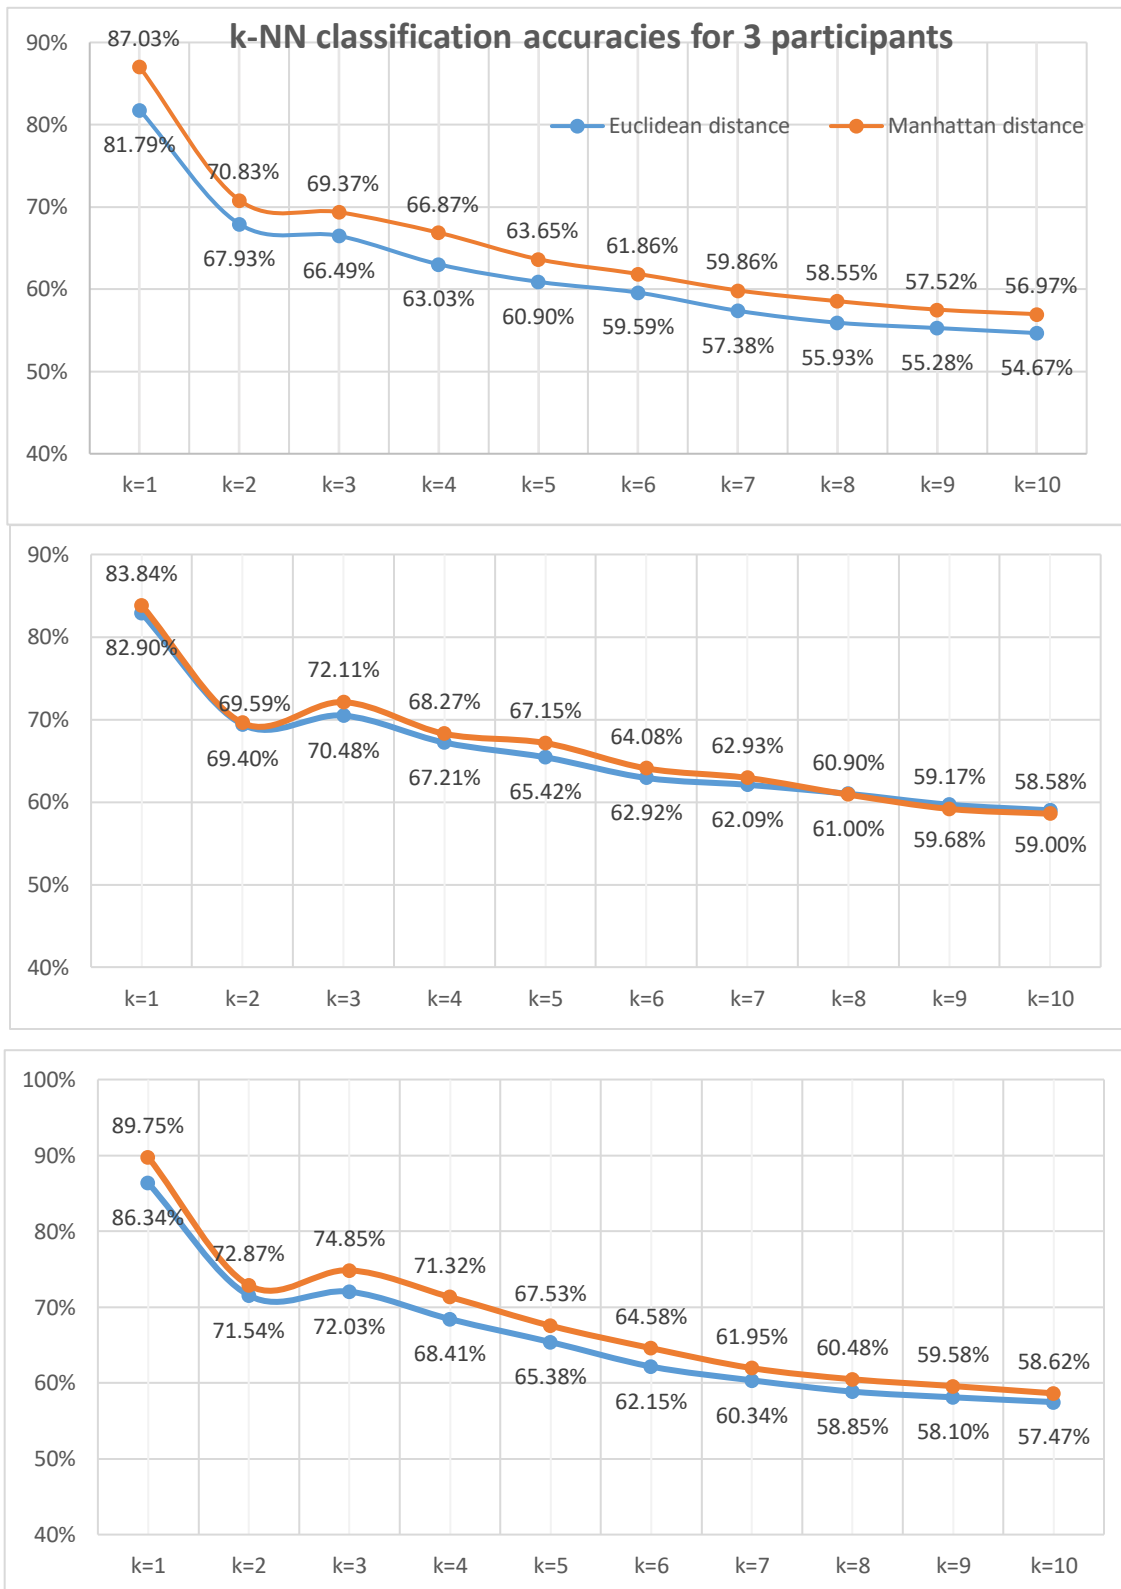 k-NN classification accuracies for 3 participants
90%
87.03%
Euclidean distance Manhattan distance
80%
81.79%
70.83% 69.37% 66.87% 63.65% 61.86% 59.86% 58.55% 57.52% 56.97%
70%
67.93% 66.49% 63.03% 60.90% 59.59% 57.38% 55.93% 55.28% 54.67%
60%
50%
40%
k=1 k=2 k=3 k=4 k=5 k=6 k=7 k=8 k=9 k=10
90%
83.84%
80%
82.90%
69.59% 72.11% 68.27% 67.15% 64.08% 62.93% 60.90% 59.17% 58.58%
70%
69.40% 70.48% 67.21% 65.42% 62.92% 62.09% 61.00% 59.68% 59.00%
60%
50%
40%
k=1 k=2 k=3 k=4 k=5 k=6 k=7 k=8 k=9 k=10
100%
89.75%
90%
86.34%
80%
72.87% 74.85% 71.32% 67.53% 64.58% 61.95% 60.48% 59.58% 58.62%
70%
71.54% 72.03% 68.41% 65.38% 62.15% 60.34% 58.85% 58.10% 57.47%
60%
50%
40%
k=1 k=2 k=3 k=4 k=5 k=6 k=7 k=8 k=9 k=10